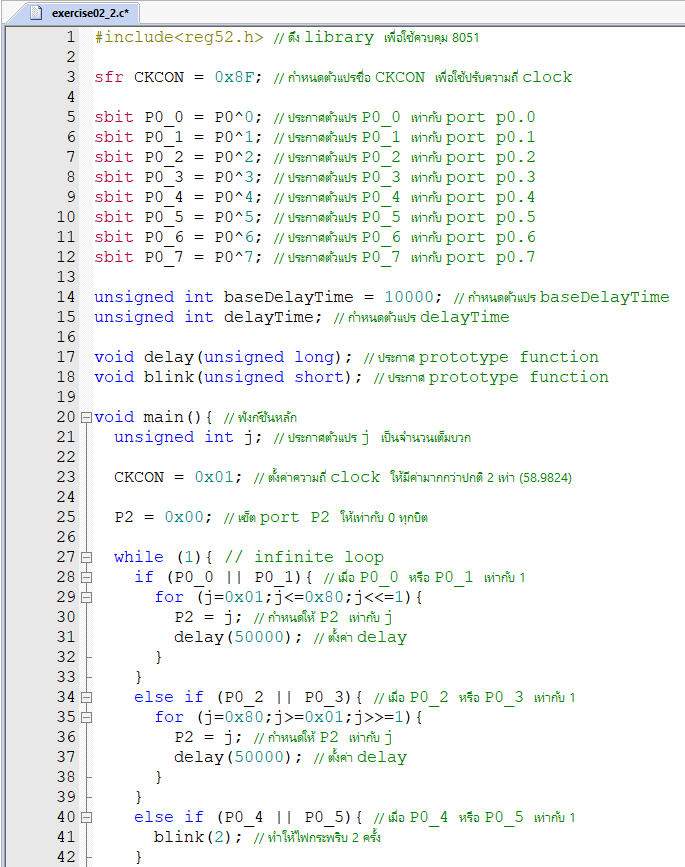 exercise02_2.c*
1 #include<reg52.h> // ดึง library เพื่อใช้ควบคุม 8051
2
3 sfr CKCON = 0x8F; // กำหนดตัวแปรชื่อ CKCON เพื่อใช้ปรับความถี่ clock
4
5 sbit P0_0 = P0^0; // ประกาศตัวแปร P0_0 เท่ากับ port p0.0
6 sbit P0_1 = P0^1; // ประกาศตัวแปร P0_1 เท่ากับ port p0.1
7 sbit P0_2 = P0^2; // ประกาศตัวแปร P0_2 เท่ากับ port p0.2
8 sbit P0_3 = P0^3; // ประกาศตัวแปร P0_3 เท่ากับ port p0.3
9 sbit P0_4 = P0^4; // ประกาศตัวแปร P0_4 เท่ากับ port p0.4
10 sbit P0_5 = P0^5; // ประกาศตัวแปร P0_5 เท่ากับ port p0.5
11 sbit P0_6 = P0^6; // ประกาศตัวแปร P0_6 เท่ากับ port p0.6
12 sbit P0_7 = P0^7; // ประกาศตัวแปร P0_7 เท่ากับ port p0.7
13
14 unsigned int baseDelayTime = 10000; // กำหนดตัวแปร baseDelayTime
15 unsigned int delayTime; // กำหนดตัวแปร delayTime
16
17 void delay(unsigned long); // ประกาศ prototype function
18 void blink(unsigned short); // ประกาศ prototype function
19
20 void main(){ // ฟังก์ชันหลัก
21 unsigned int j; // ประกาศตัวแปร j เป็นจำนวนเต็มบวก
22
23 CKCON = 0x01; // ตั้งค่าความถี่ clock ให้มีค่ามากกว่าปกติ 2 เท่า (58.9824)
24
25 P2 = 0x00; // เซ็ต port P2 ให้เท่ากับ 0 ทุกบิต
26
27 while (1){ // infinite loop
28 if (P0_0 || P0_1){ // เมื่อ P0_0 หรือ P0_1 เท่ากับ 1
29 for (j=0x01;j<=0x80;j<<=1){
30 P2 = j; // กำหนดให้ P2 เท่ากับ j
31 delay(50000); // ตั้งค่า delay
32 }
33 }
34 else if (P0_2 || P0_3){ // เมื่อ P0_2 หรือ P0_3 เท่ากับ 1
35 for (j=0x80;j>=0x01;j>>=1){
36 P2 = j; // กำหนดให้ P2 เท่ากับ j
37 delay(50000); // ตั้งค่า delay
38 }
39 }
40 else if (P0_4 || P0_5){ // เมื่อ P0_4 หรือ P0_5 เท่ากับ 1
41 blink(2); // ทำให้ไฟกระพริบ 2 ครั้ง
42 }